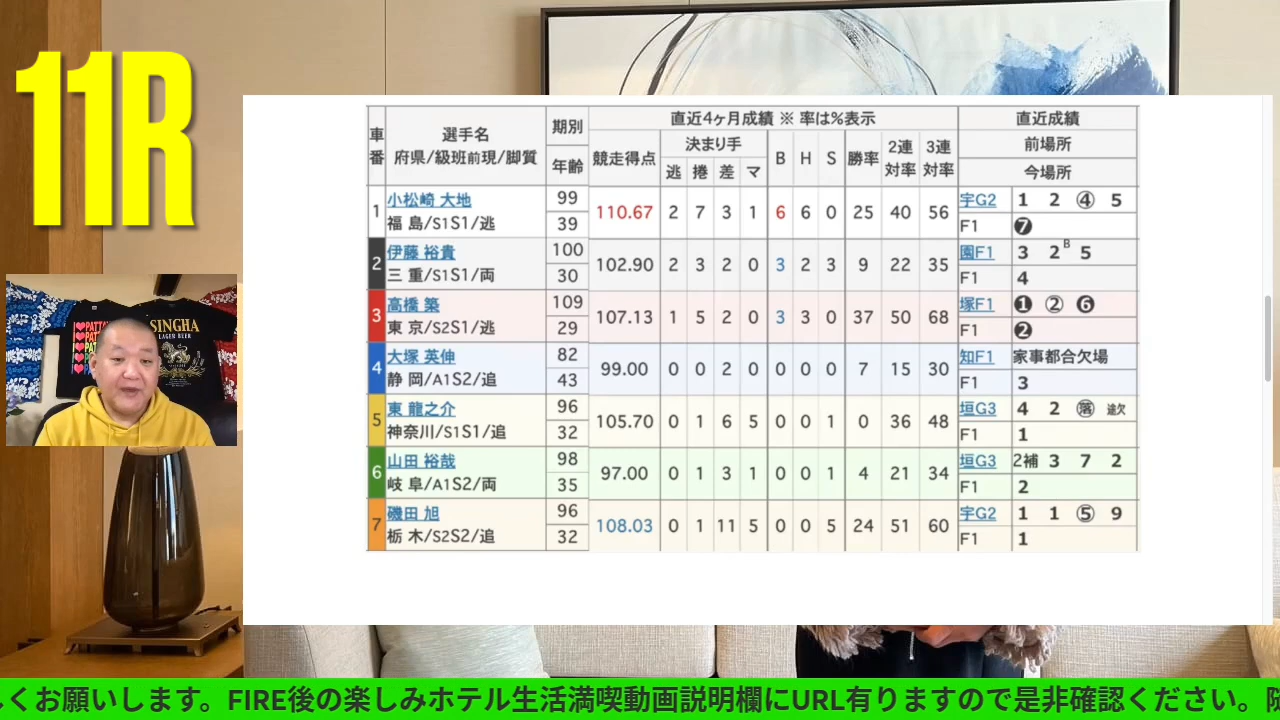 11R
SINGHA
LAGER BEER
車番 選手名 府県/級班前現/脚質 期別 年齢 競走得点 直近4ヶ月成績 ※ 率は%表示 直近成績
決まり手 B H S 勝率 2連対率 3連対率 前場所
逃 捲 差 マ 今場所
1 小松崎 大地 99 110.67 2 7 3 1 6 6 0 25 40 56 宇G2 1 2 ④ 5
福 島/S1S1/逃 39 F1 ❼
2 伊藤 裕貴 100 102.90 2 3 2 0 3 2 3 9 22 35 園F1 3 2B 5
三 重/S1S1/両 30 F1 4
3 高橋 築 109 107.13 1 5 2 0 3 3 0 37 50 68 塚F1 ❶ ② ❻
東 京/S2S1/逃 29 F1 ❷
4 大塚 英伸 82 99.00 0 0 2 0 0 0 0 7 15 30 知F1 家事都合欠場
静 岡/A1S2/追 43 F1 3
5 東 龍之介 96 105.70 0 1 6 5 0 0 1 0 36 48 垣G3 4 2 落 途欠
神奈川/S1S1/追 32 F1 1
6 山田 裕哉 98 97.00 0 1 3 1 0 0 1 4 21 34 垣G3 2補 3 7 2
岐 阜/A1S2/両 35 F1 2
7 磯田 旭 96 108.03 0 1 11 5 0 0 5 24 51 60 宇G2 1 1 ⑤ 9
栃 木/S2S2/追 32 F1 1
くお願いします。FIRE後の楽しみホテル生活満喫動画説明欄にURL有りますので是非確認ください。